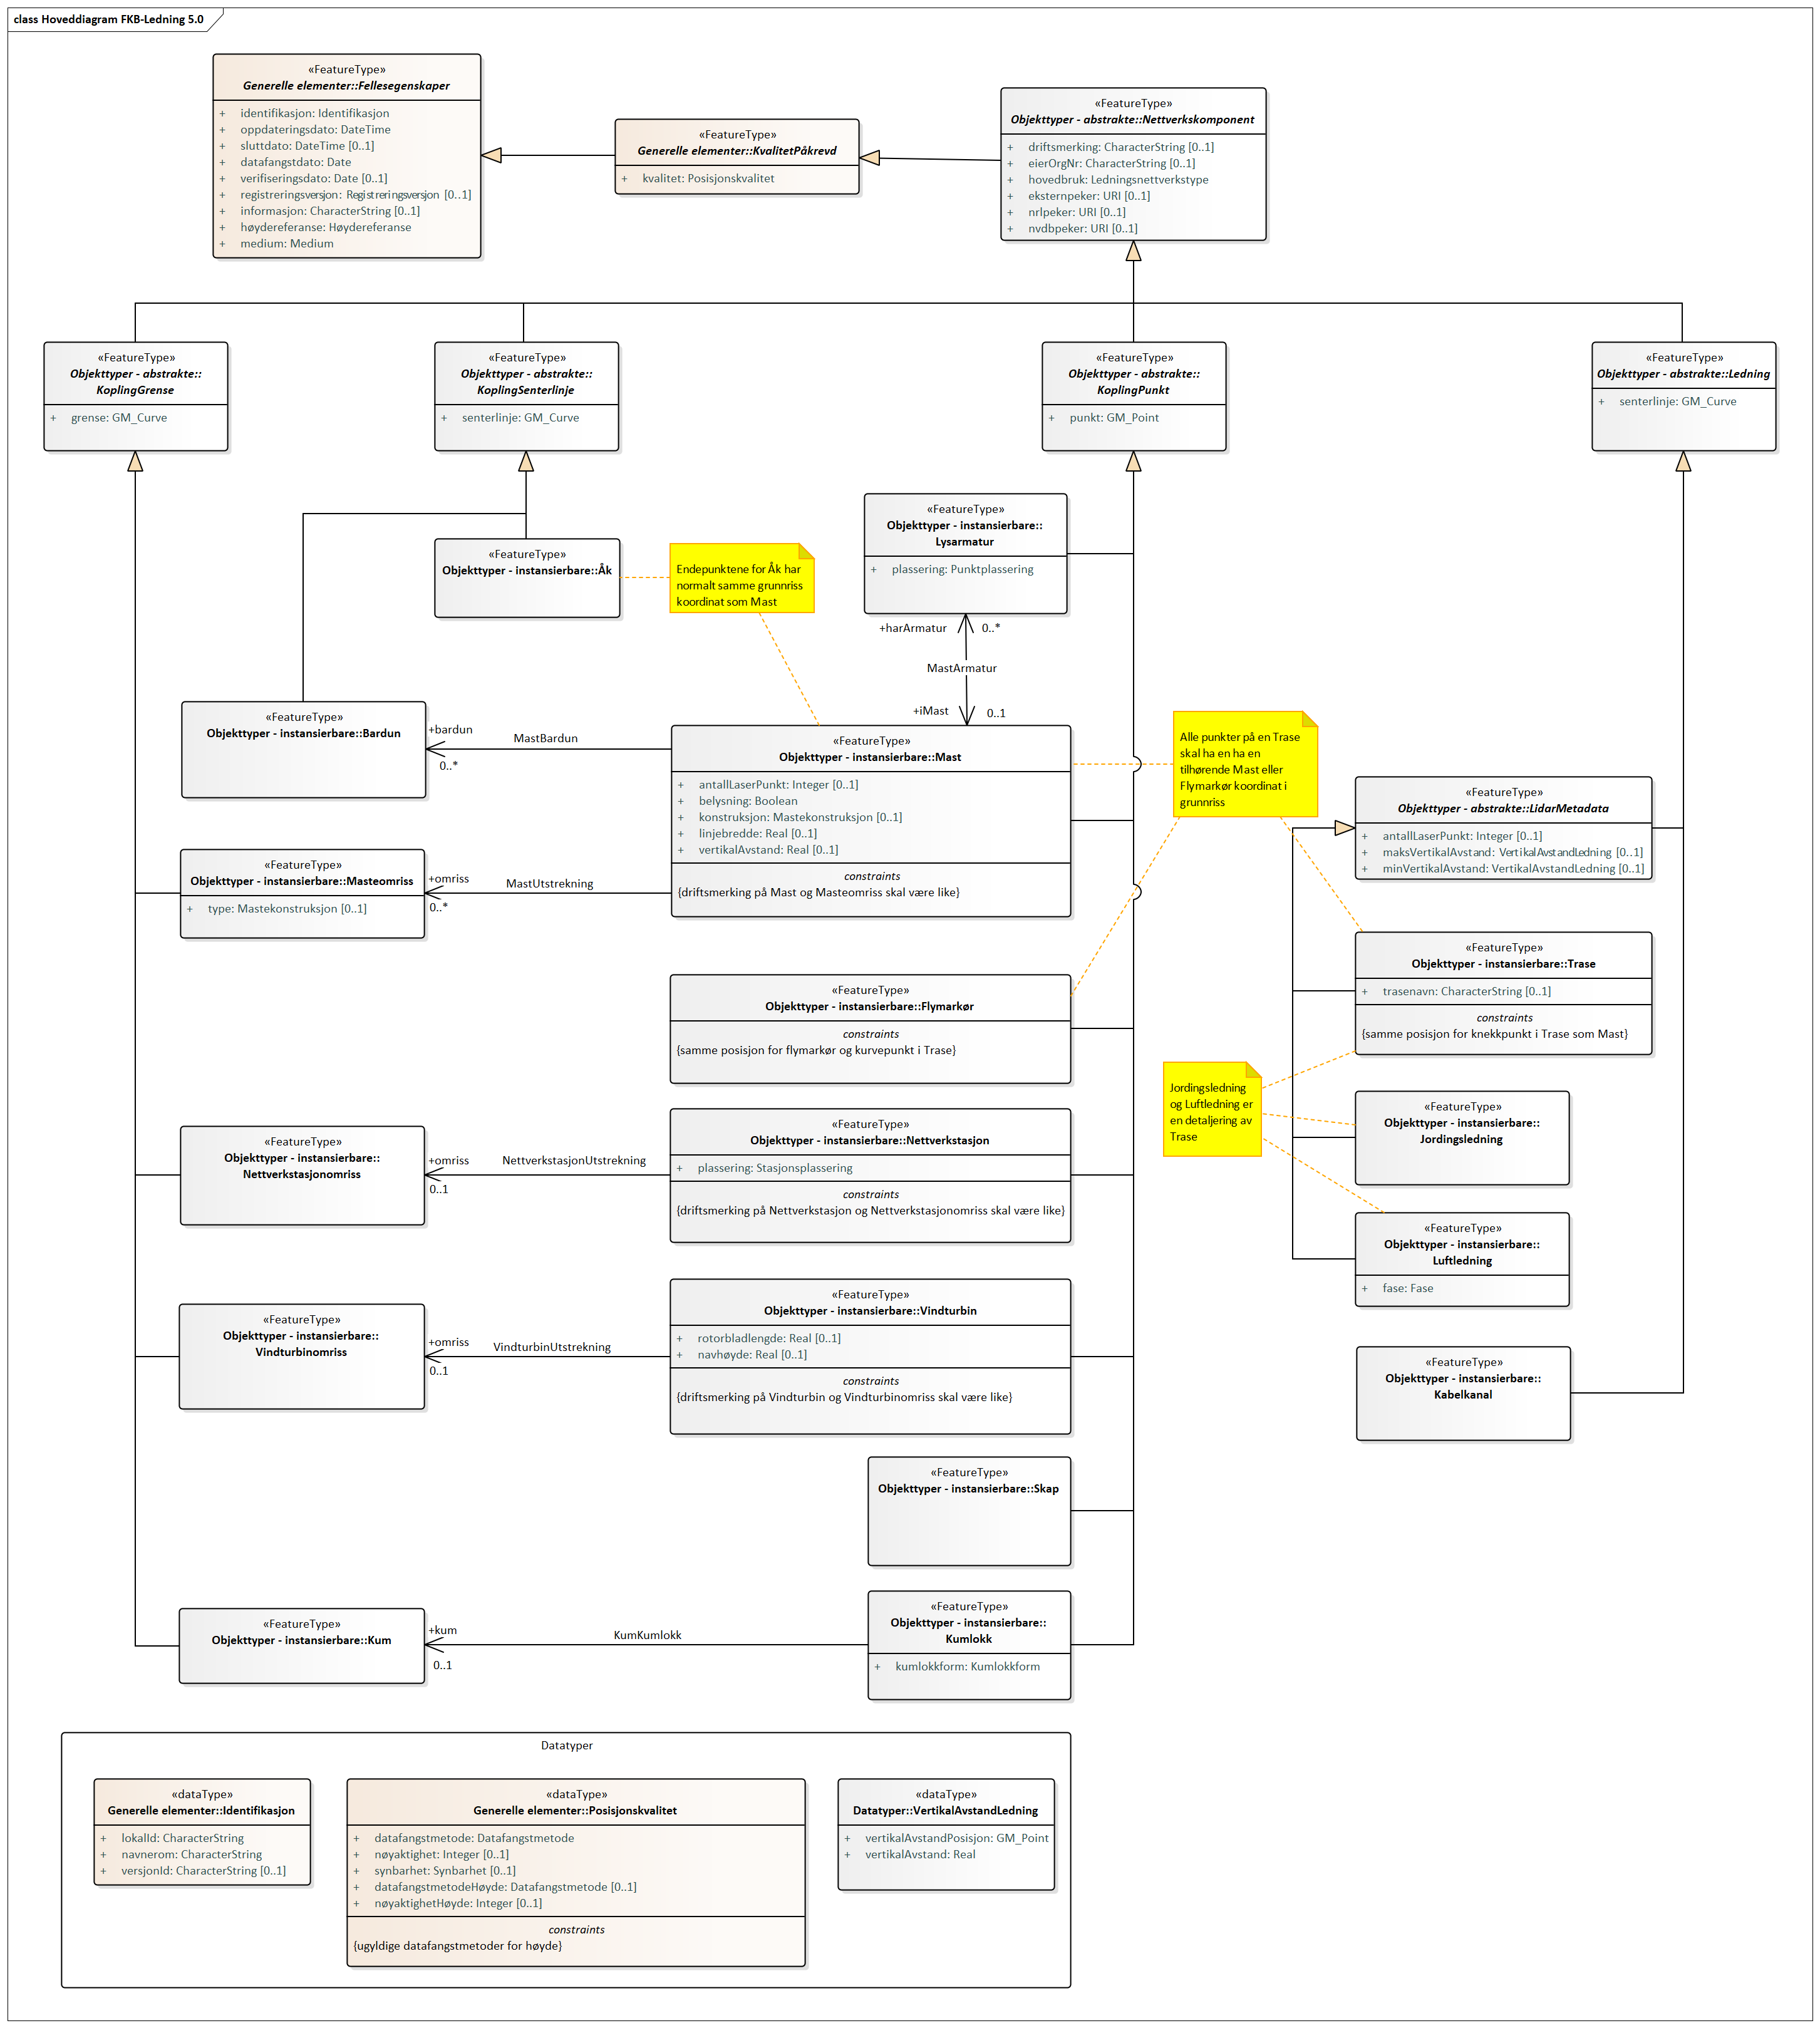 class Hoveddiagram FKB-Ledning 5.0
«FeatureType»
Generelle elementer::Fellesegenskaper
+ identifikasjon: Identifikasjon
+ oppdateringsdato: DateTime
+ sluttdato: DateTime [0..1]
+ datafangstdato: Date
+ verifiseringsdato: Date [0..1]
+ registreringsversjon: Registreringsversjon [0..1]
+ informasjon: CharacterString [0..1]
+ høydereferanse: Høydereferanse
+ medium: Medium
«FeatureType»
Generelle elementer::KvalitetPåkrevd
+ kvalitet: Posisjonskvalitet
«FeatureType»
Objekttyper - abstrakte::Nettverkskomponent
+ driftsmerking: CharacterString [0..1]
+ eierOrgNr: CharacterString [0..1]
+ hovedbruk: Ledningsnettverkstype
+ eksternpeker: URI [0..1]
+ nrlpeker: URI [0..1]
+ nvdbpeker: URI [0..1]
«FeatureType»
Objekttyper - abstrakte::
KoplingGrense
+ grense: GM_Curve
«FeatureType»
Objekttyper - abstrakte::
KoplingSenterlinje
+ senterlinje: GM_Curve
«FeatureType»
Objekttyper - abstrakte::
KoplingPunkt
+ punkt: GM_Point
«FeatureType»
Objekttyper - abstrakte::Ledning
+ senterlinje: GM_Curve
«FeatureType»
Objekttyper - instansierbare::Åk
Endepunktene for Åk har
normalt samme grunnriss
koordinat som Mast
«FeatureType»
Objekttyper - instansierbare::
Lysarmatur
+ plassering: Punktplassering
+harArmatur 0..*
MastArmatur
+iMast 0..1
«FeatureType»
Objekttyper - instansierbare::Bardun
+bardun
0..*
MastBardun
«FeatureType»
Objekttyper - instansierbare::Mast
+ antallLaserPunkt: Integer [0..1]
+ belysning: Boolean
+ konstruksjon: Mastekonstruksjon [0..1]
+ linjebredde: Real [0..1]
+ vertikalAvstand: Real [0..1]
constraints
{driftsmerking på Mast og Masteomriss skal være like}
Alle punkter på en Trase
skal ha en ha en
tilhørende Mast eller
Flymarkør koordinat i
grunnriss
«FeatureType»
Objekttyper - abstrakte::LidarMetadata
+ antallLaserPunkt: Integer [0..1]
+ maksVertikalAvstand: VertikalAvstandLedning [0..1]
+ minVertikalAvstand: VertikalAvstandLedning [0..1]
«FeatureType»
Objekttyper - instansierbare::Masteomriss
+ type: Mastekonstruksjon [0..1]
+omriss
0..*
MastUtstrekning
«FeatureType»
Objekttyper - instansierbare::Trase
+ trasenavn: CharacterString [0..1]
constraints
{samme posisjon for knekkpunkt i Trase som Mast}
«FeatureType»
Objekttyper - instansierbare::Flymarkør
constraints
{samme posisjon for flymarkør og kurvepunkt i Trase}
Jordingsledning
og Luftledning er
en detaljering av
Trase
«FeatureType»
Objekttyper - instansierbare::
Jordingsledning
«FeatureType»
Objekttyper - instansierbare::
Nettverkstasjonomriss
+omriss
0..1
NettverkstasjonUtstrekning
«FeatureType»
Objekttyper - instansierbare::Nettverkstasjon
+ plassering: Stasjonsplassering
constraints
{driftsmerking på Nettverkstasjon og Nettverkstasjonomriss skal være like}
«FeatureType»
Objekttyper - instansierbare::
Luftledning
+ fase: Fase
«FeatureType»
Objekttyper - instansierbare::
Vindturbinomriss
+omriss
0..1
VindturbinUtstrekning
«FeatureType»
Objekttyper - instansierbare::Vindturbin
+ rotorbladlengde: Real [0..1]
+ navhøyde: Real [0..1]
constraints
{driftsmerking på Vindturbin og Vindturbinomriss skal være like}
«FeatureType»
Objekttyper - instansierbare::
Kabelkanal
«FeatureType»
Objekttyper - instansierbare::Skap
«FeatureType»
Objekttyper - instansierbare::Kum
+kum
0..1
KumKumlokk
«FeatureType»
Objekttyper - instansierbare::
Kumlokk
+ kumlokkform: Kumlokkform
Datatyper
«dataType»
Generelle elementer::Identifikasjon
+ lokalId: CharacterString
+ navnerom: CharacterString
+ versjonId: CharacterString [0..1]
«dataType»
Generelle elementer::Posisjonskvalitet
+ datafangstmetode: Datafangstmetode
+ nøyaktighet: Integer [0..1]
+ synbarhet: Synbarhet [0..1]
+ datafangstmetodeHøyde: Datafangstmetode [0..1]
+ nøyaktighetHøyde: Integer [0..1]
constraints
{ugyldige datafangstmetoder for høyde}
«dataType»
Datatyper::VertikalAvstandLedning
+ vertikalAvstandPosisjon: GM_Point
+ vertikalAvstand: Real